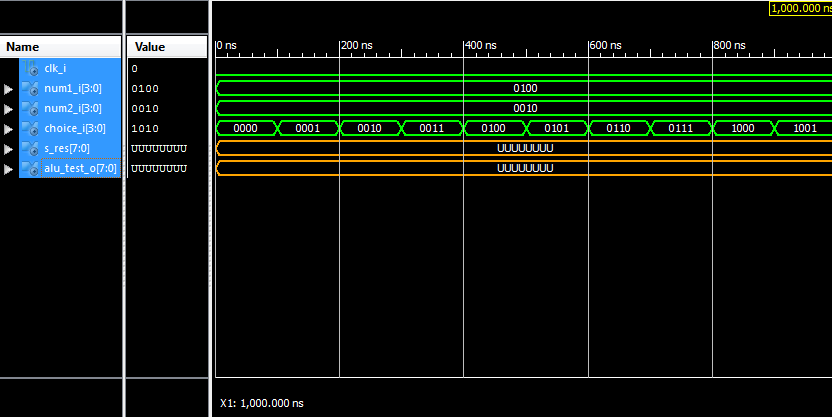 1,000.000 ns
Name Value 0 ns 200 ns 400 ns 600 ns 800 ns
clk_i 0
num1_i[3:0] 0100 0100
num2_i[3:0] 0010 0010
choice_i[3:0] 1010 0000 0001 0010 0011 0100 0101 0110 0111 1000 1001
s_res[7:0] UUUUUUUU UUUUUUUU
alu_test_o[7:0] UUUUUUUU UUUUUUUU
X1: 1,000.000 ns